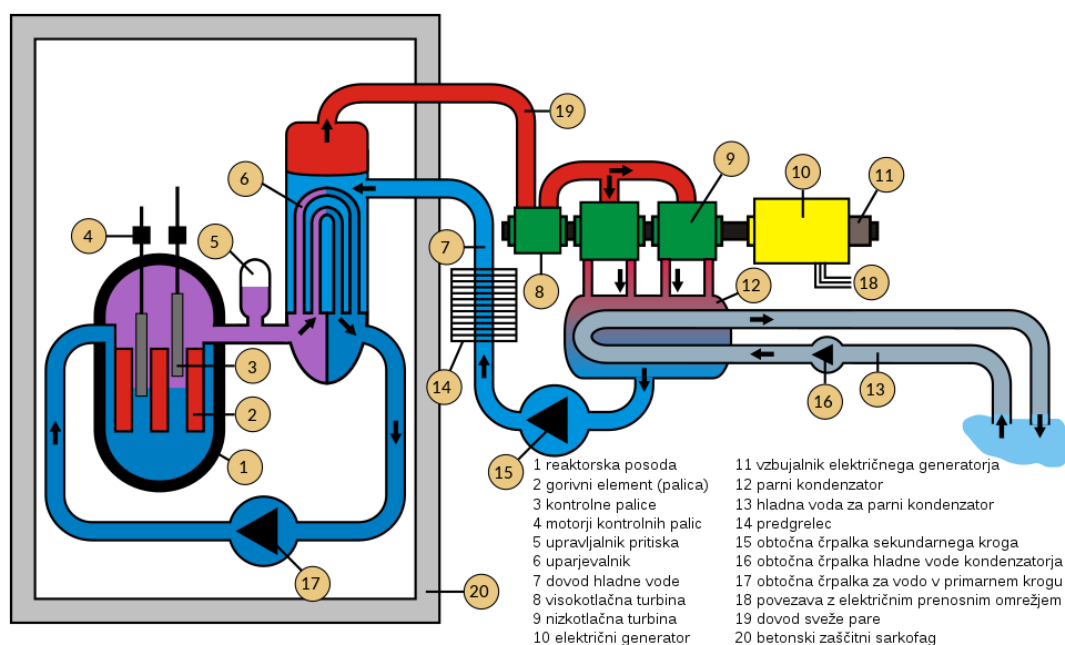 19
9
10
11
6
4
5
7
8
12
18
3
14
16
13
2
1
15
17
20
1 reaktorska posoda
2 gorivni element (palica)
3 kontrolne palice
4 motorji kontrolnih palic
5 upravljalnik pritiska
6 uparjevalnik
7 dovod hladne vode
8 visokotlačna turbina
9 nizkotlačna turbina
10 električni generator
11 vzbujalnik električnega generatorja
12 parni kondenzator
13 hladna voda za parni kondenzator
14 predgrelec
15 obtočna črpalka sekundarnega kroga
16 obtočna črpalka hladne vode kondenzatorja
17 obtočna črpalka za vodo v primarnem krogu
18 povezava z električnim prenosnim omrežjem
19 dovod sveže pare
20 betonski zaščitni sarkofag